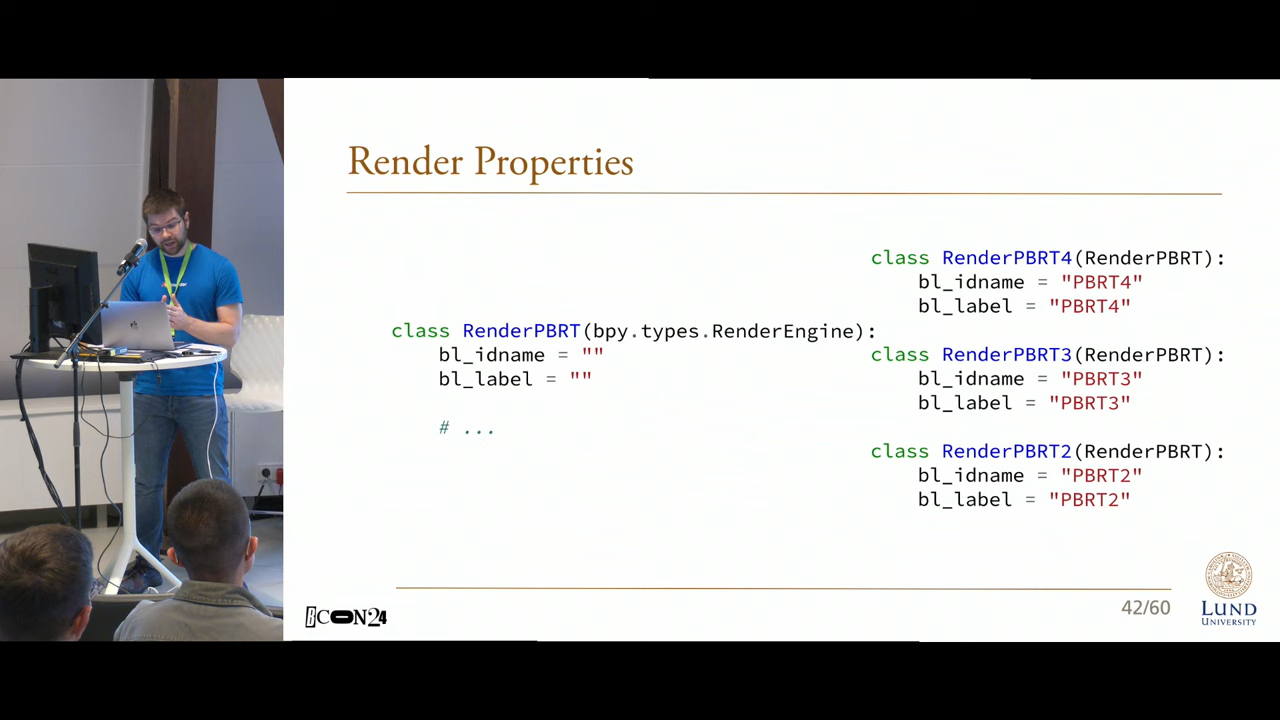 Render Properties
class RenderPBRT(bpy.types.RenderEngine):
    bl_idname = ""
    bl_label = ""
    # ...
class RenderPBRT4(RenderPBRT):
    bl_idname = "PBRT4"
    bl_label = "PBRT4"
class RenderPBRT3(RenderPBRT):
    bl_idname = "PBRT3"
    bl_label = "PBRT3"
class RenderPBRT2(RenderPBRT):
    bl_idname = "PBRT2"
    bl_label = "PBRT2"
BCON24
42/60
LUND
UNIVERSITY